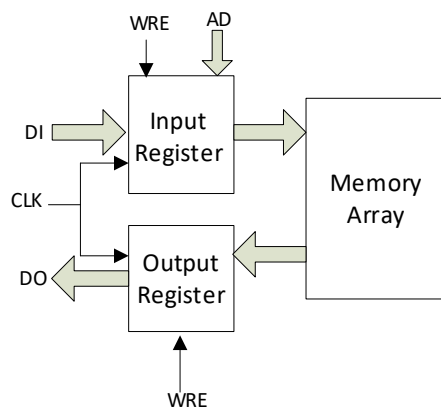 WRE
AD
DI
Input
Register
CLK
Memory
Array
Output
Register
DO
WRE